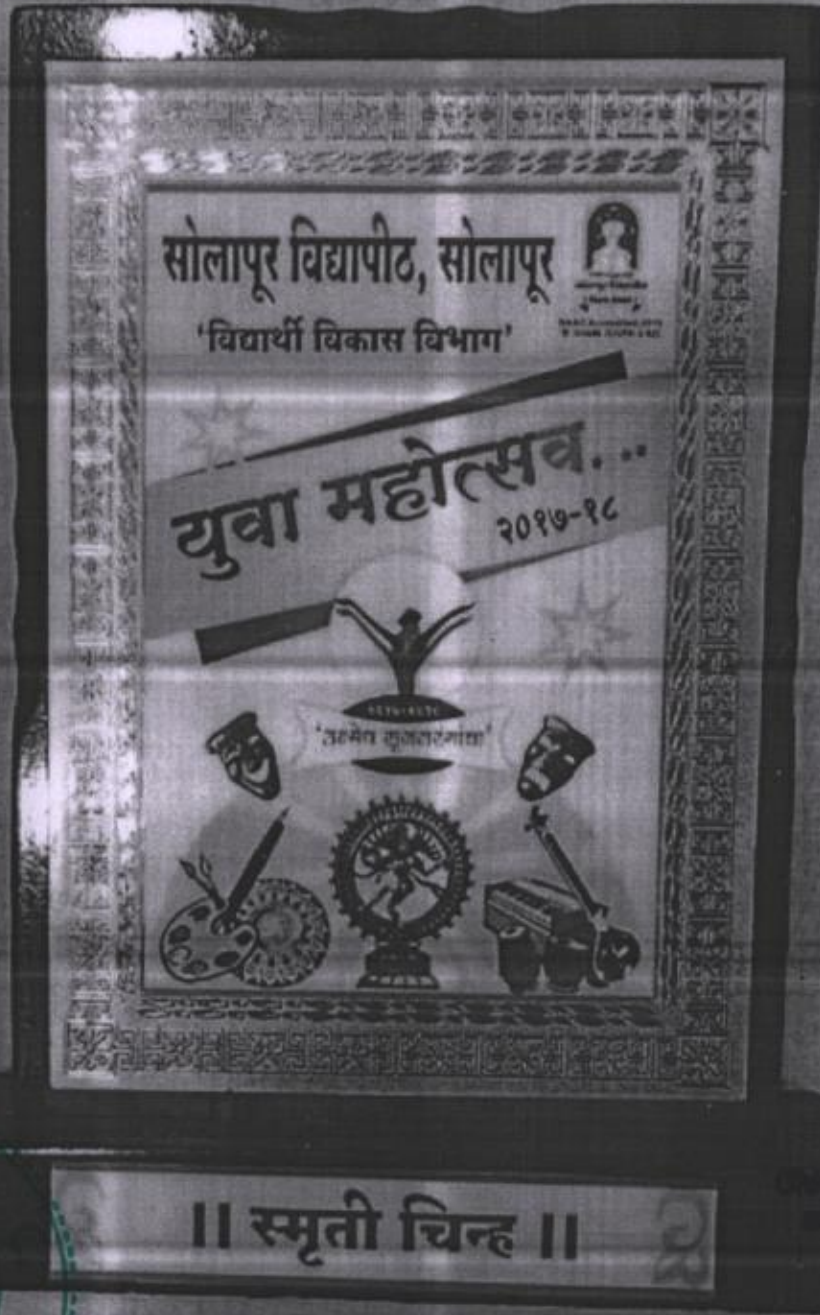 सोलापूर विद्यापीठ, सोलापूर
'विद्यार्थी विकास विभाग'
युवा महोत्सव...
२०१७-१८
|| स्मृती चिन्ह ||